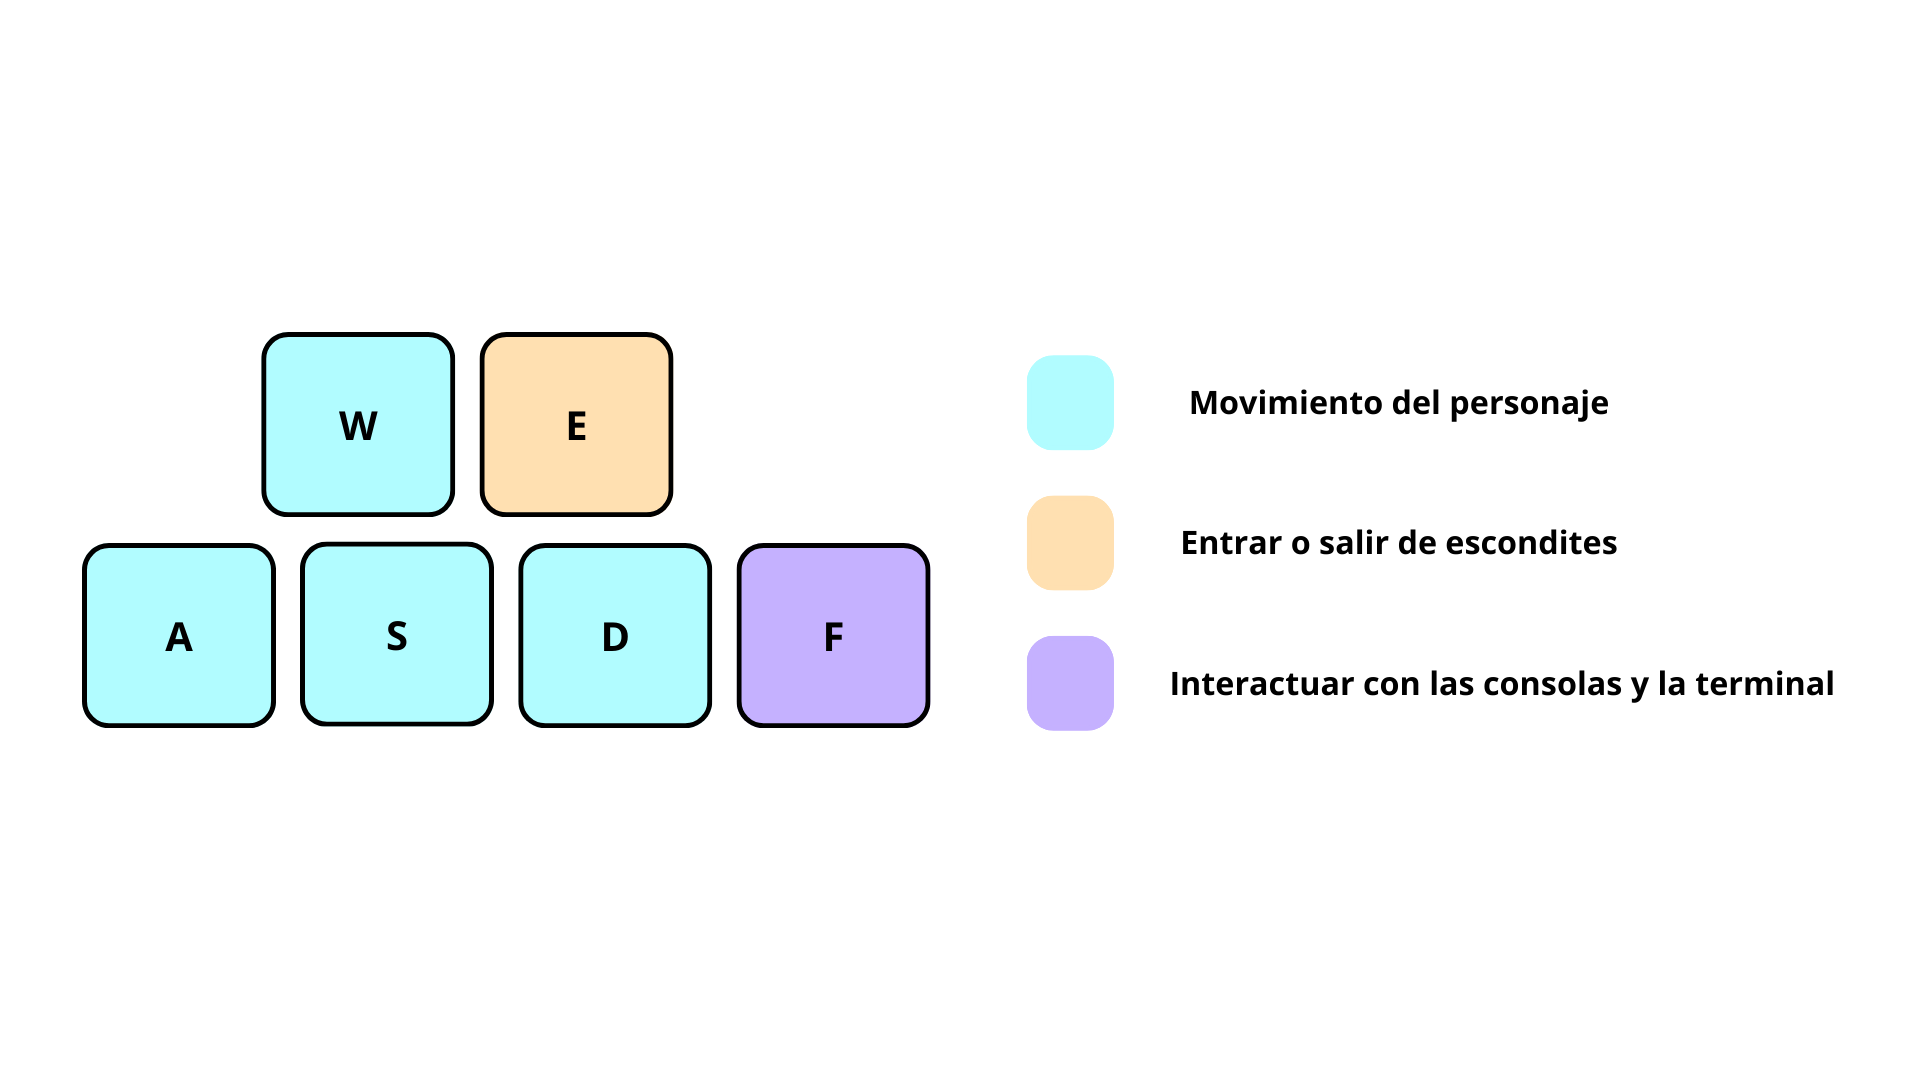 W
E
A
S
D
F
Movimiento del personaje
Entrar o salir de escondites
Interactuar con las consolas y la terminal